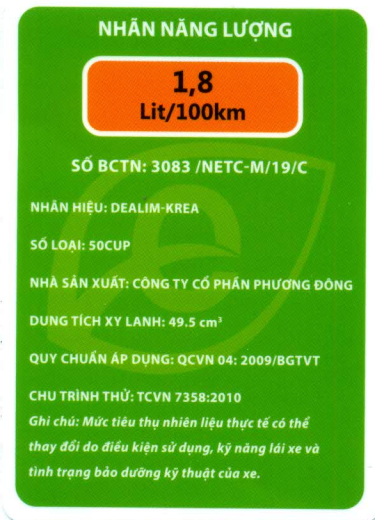 NHÃN NĂNG LƯỢNG
1,8
Lit/100km
SỐ BCTN: 3083 /NETC-M/19/C
NHÃN HIỆU: DEALIM-KREA
SỐ LOẠI: 50CUP
NHÀ SẢN XUẤT: CÔNG TY CỔ PHẦN PHƯƠNG ĐÔNG
DUNG TÍCH XY LANH: 49.5 cm³
QUY CHUẨN ÁP DỤNG: QCVN 04: 2009/BGTVT
CHU TRÌNH THỬ: TCVN 7358:2010
Ghi chú: Mức tiêu thụ nhiên liệu thực tế có thể
thay đổi do điều kiện sử dụng, kỹ năng lái xe và
tình trạng bảo dưỡng kỹ thuật của xe.